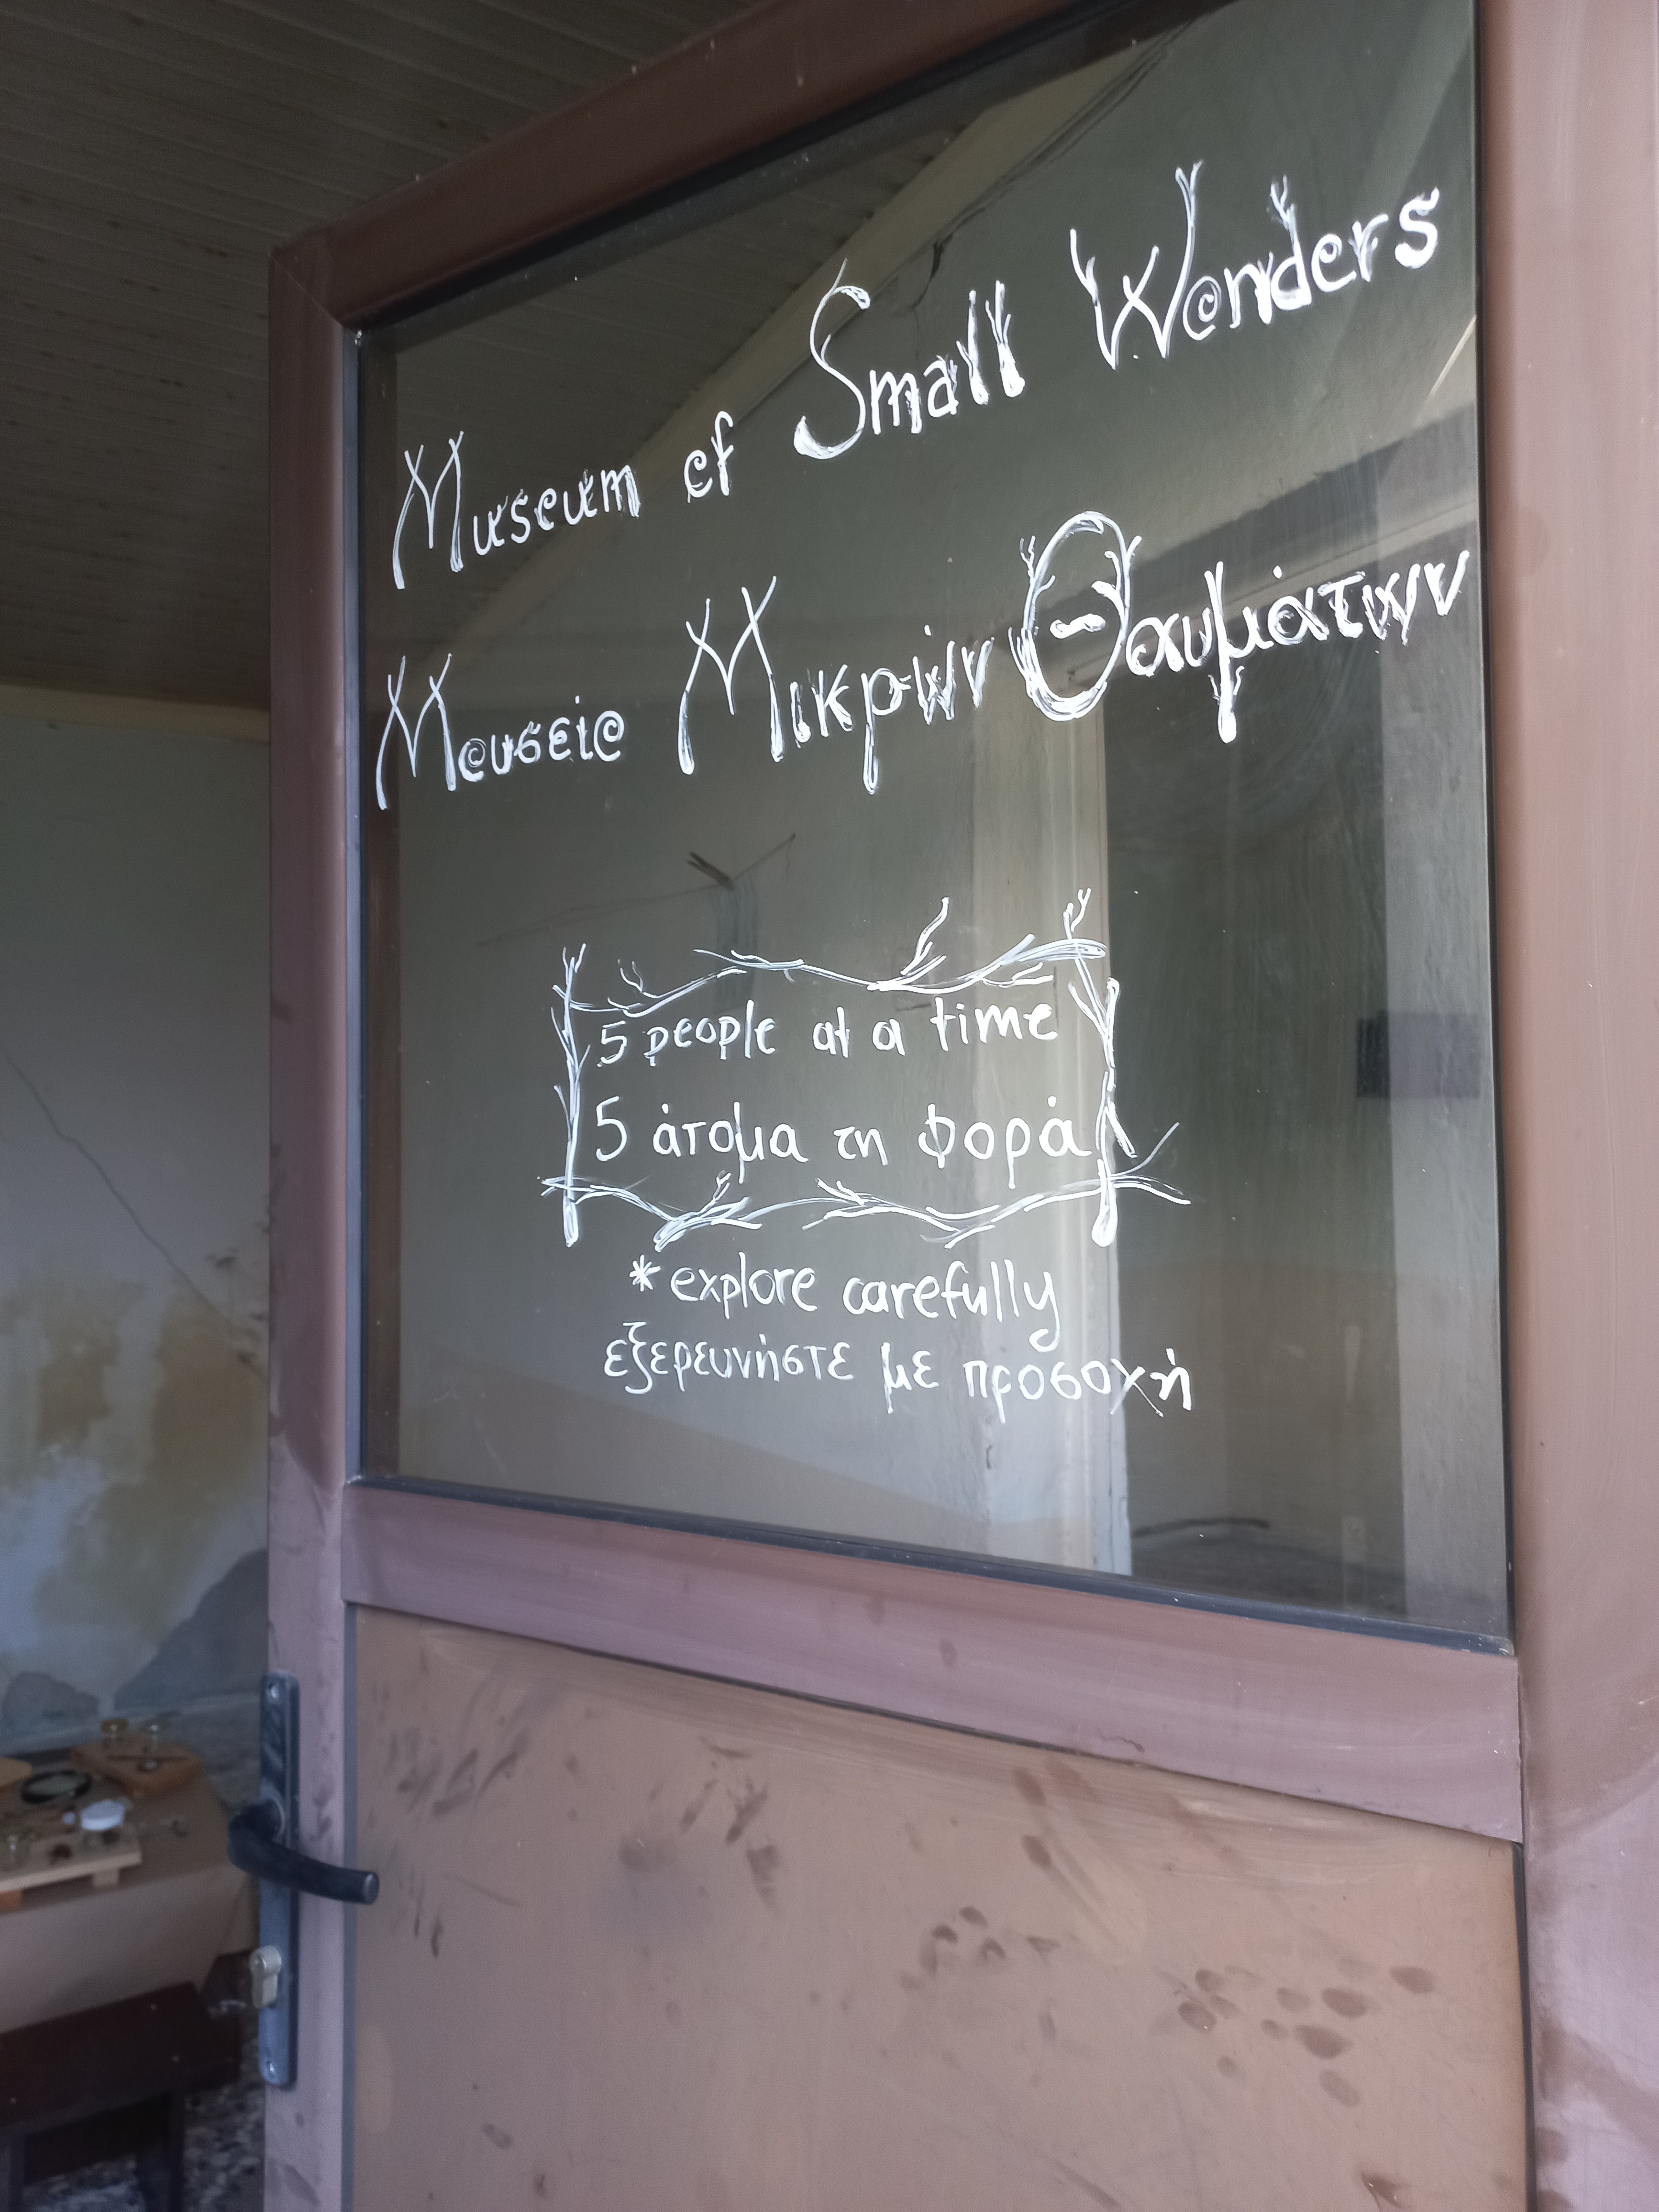 Museum of Small Wonders
Μουσείο Μικρών Θαυμάτων
5 people at a time
5 άτομα τη φορά
* explore carefully
εξερευνήστε με προσοχή